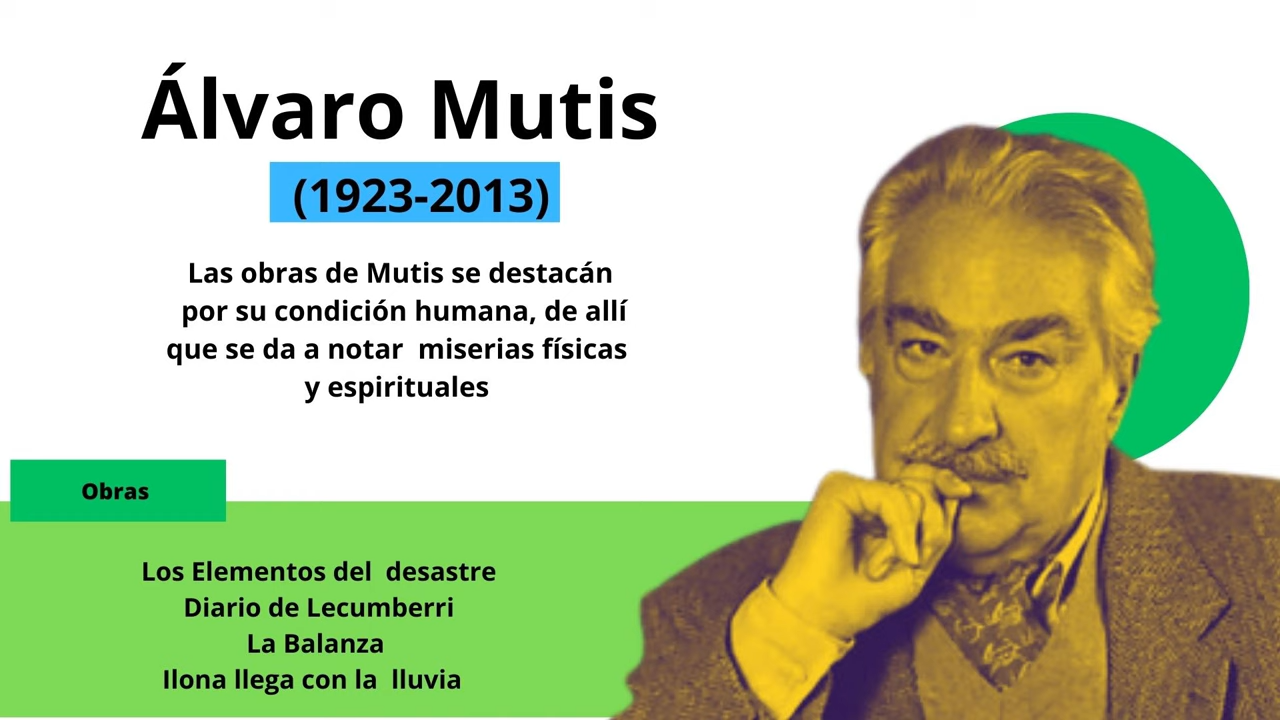 Álvaro Mutis
(1923-2013)
Las obras de Mutis se destacán
por su condición humana, de allí
que se da a notar miserias físicas
y espirituales
Obras
Los Elementos del desastre
Diario de Lecumberri
La Balanza
Ilona llega con la lluvia